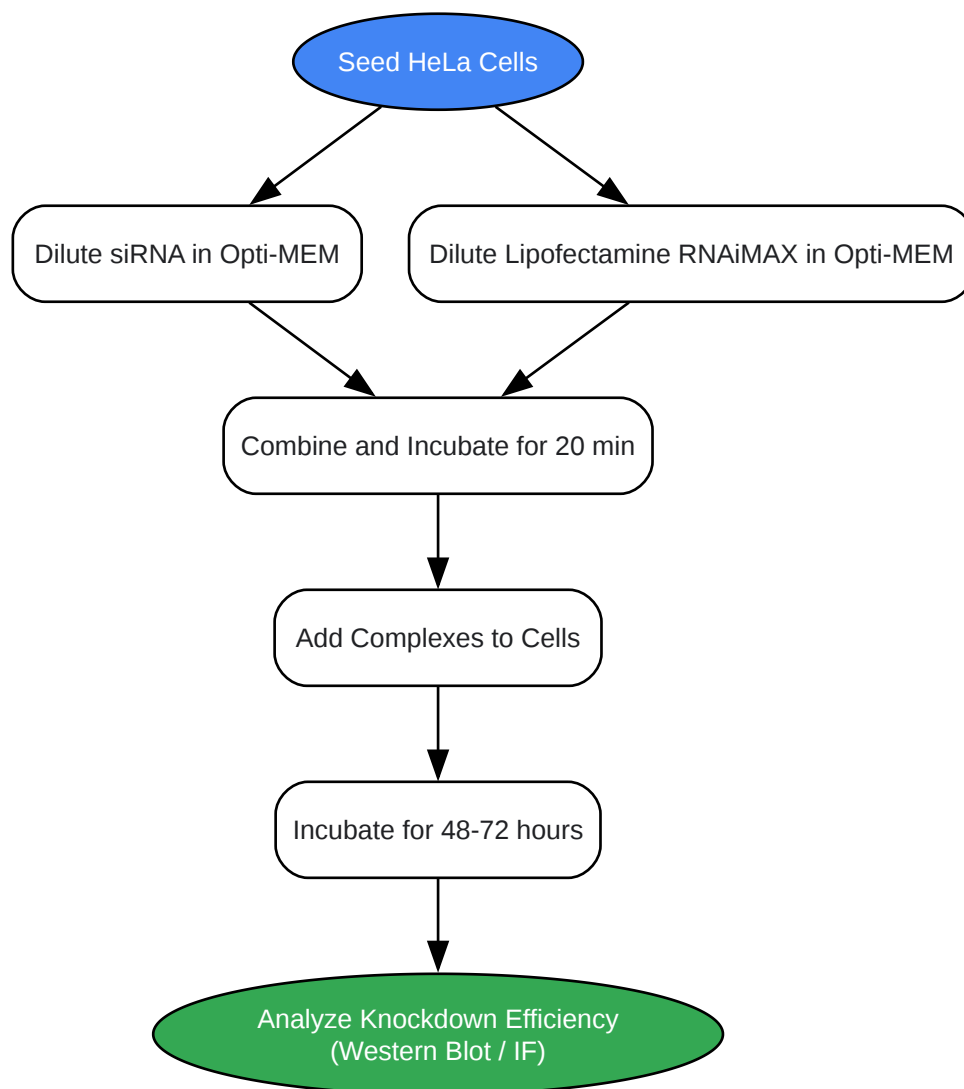 Seed HeLa Cells
Dilute siRNA in Opti-MEM
Dilute Lipofectamine RNAiMAX in Opti-MEM
Combine and Incubate for 20 min
Add Complexes to Cells
Incubate for 48-72 hours
Analyze Knockdown Efficiency
(Western Blot / IF)